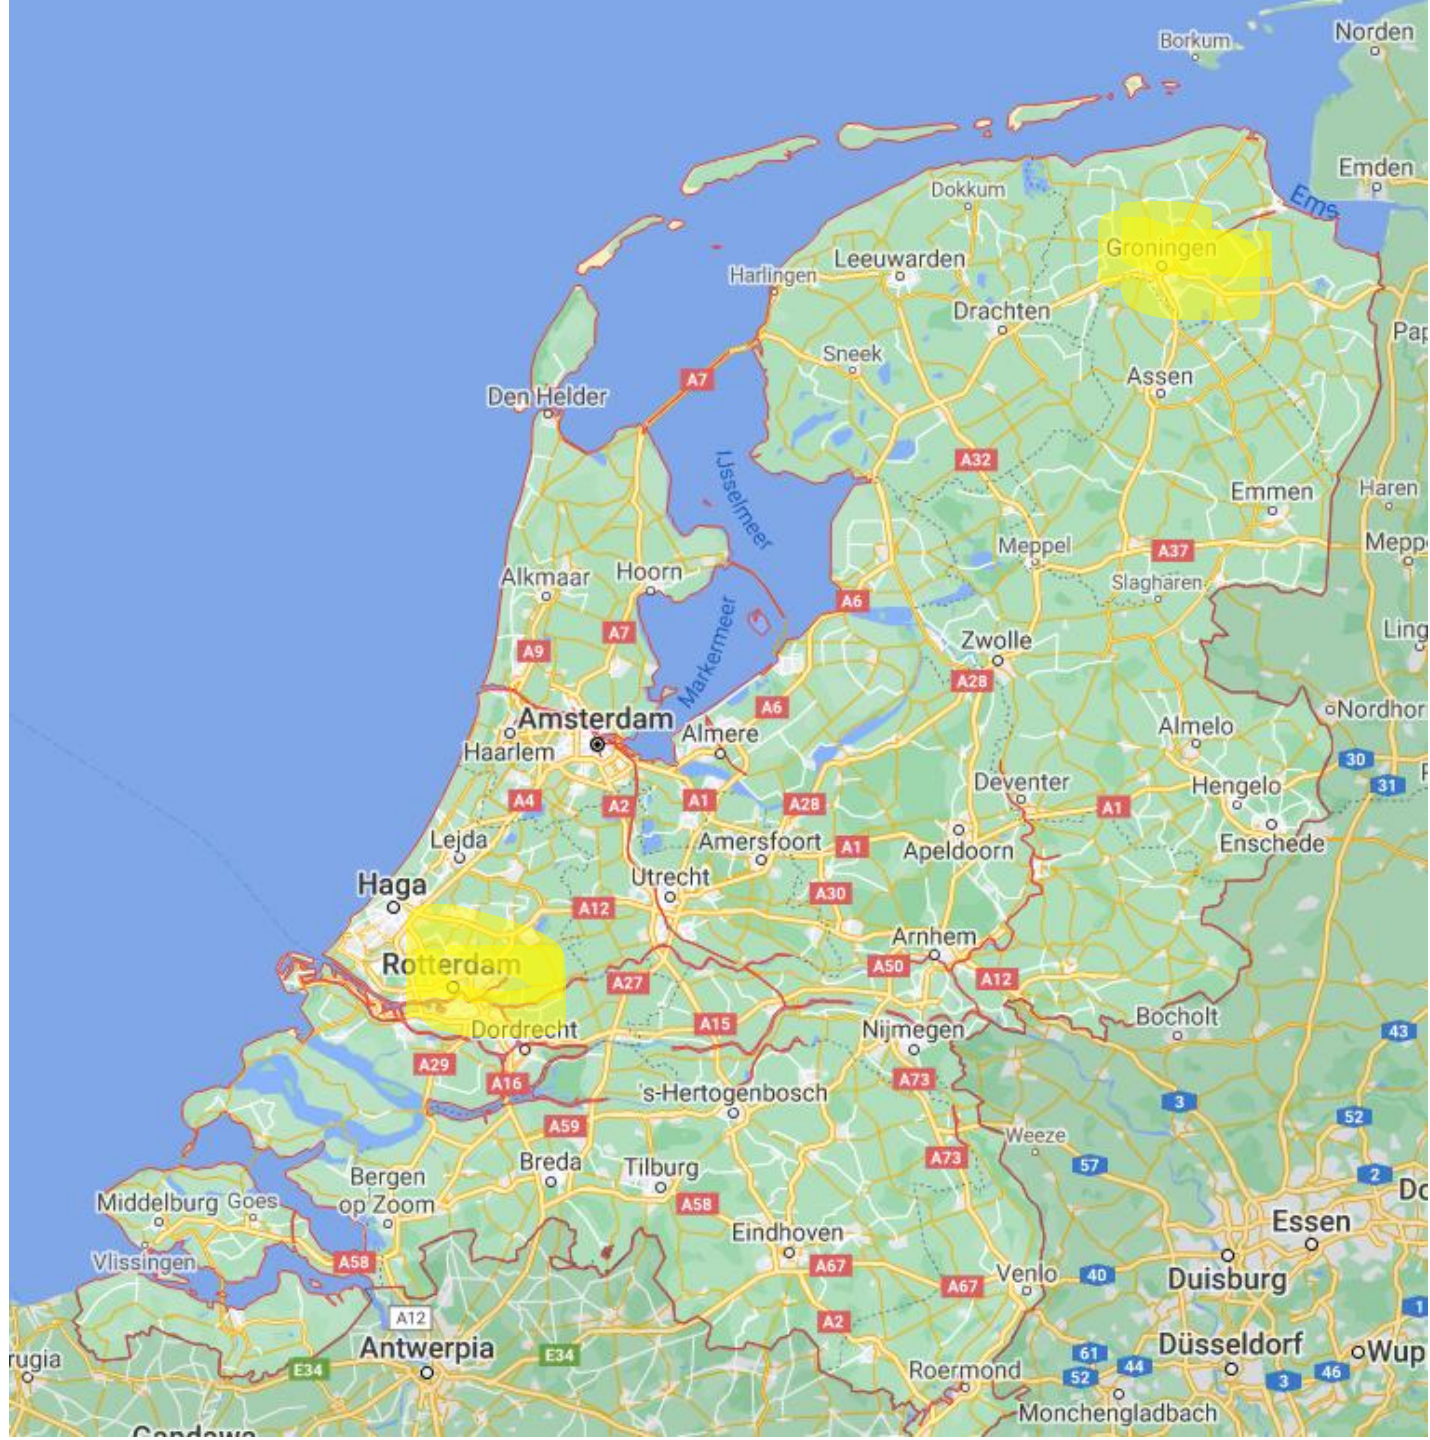 Borkum
Norden
Emden
Ems
Dokkum
Groningen
Leeuwarden
Harlingen
Drachten
Sneek
Assen
A7
Den Helder
A32
IJsselmeer
Emmen
Haren
Meppel
A37
Slagharen
Alkmaar
Hoorn
A6
Markermeer
A7
A9
Zwolle
A28
A6
Amsterdam
Almere
Haarlem
Almelo
Nordhor
30
31
Deventer
Hengelo
A4
A2
A1
A28
A1
Lejda
Amersfoort
A1
Apeldoorn
Enschede
Haga
Utrecht
A30
A12
Arnhem
Rotterdam
A27
A50
A12
Dordrecht
A15
Nijmegen
Bocholt
43
A29
A16
A73
's-Hertogenbosch
3
52
A59
Weeze
A73
57
2
Breda
Tilburg
Bergen
op Zoom
Middelburg
Goes
A58
Essen
Eindhoven
Vlissingen
A58
A67
A67
Venlo
40
Duisburg
A12
A2
1
Antwerpia
E34
E34
61
44
52
Düsseldorf
3
46
Wup
rugia
Roermond
Monchengladbach